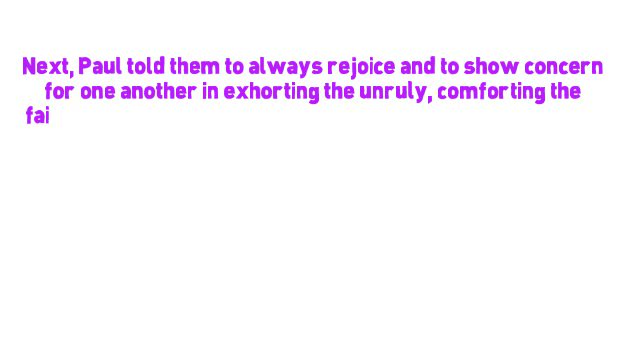 Next, Paul told them to always rejoice and to show concern
for one another in exhorting the unruly, comforting the
fai